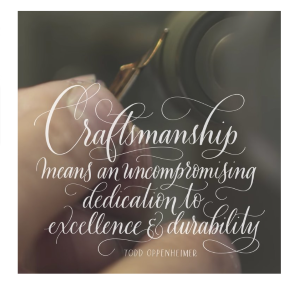 Craftsmanship
means an uncompromising
dedication to
excellence & durability
TODD OPPENHEIMER